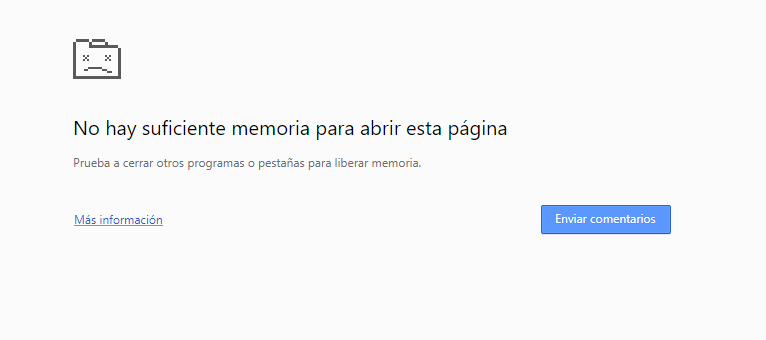 No hay suficiente memoria para abrir esta página
Prueba a cerrar otros programas o pestañas para liberar memoria.
Más información
Enviar comentarios